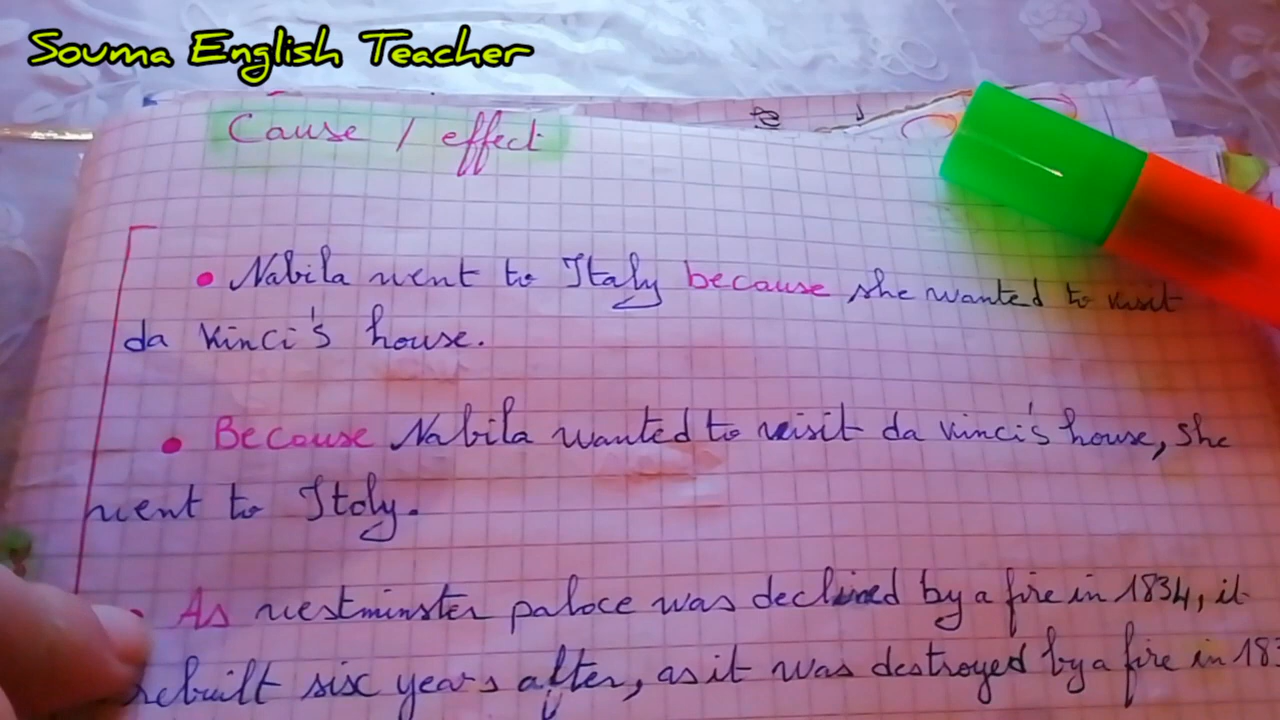 Souma English Teacher
Cause / effect
• Nabila went to Italy because she wanted to visit
da Vinci's house.
• Because Nabila wanted to visit da Vinci's house, she
went to Italy.
• As westminster palace was declined by a fire in 1834, it
rebuilt six years after, as it was destroyed by a fire in 183